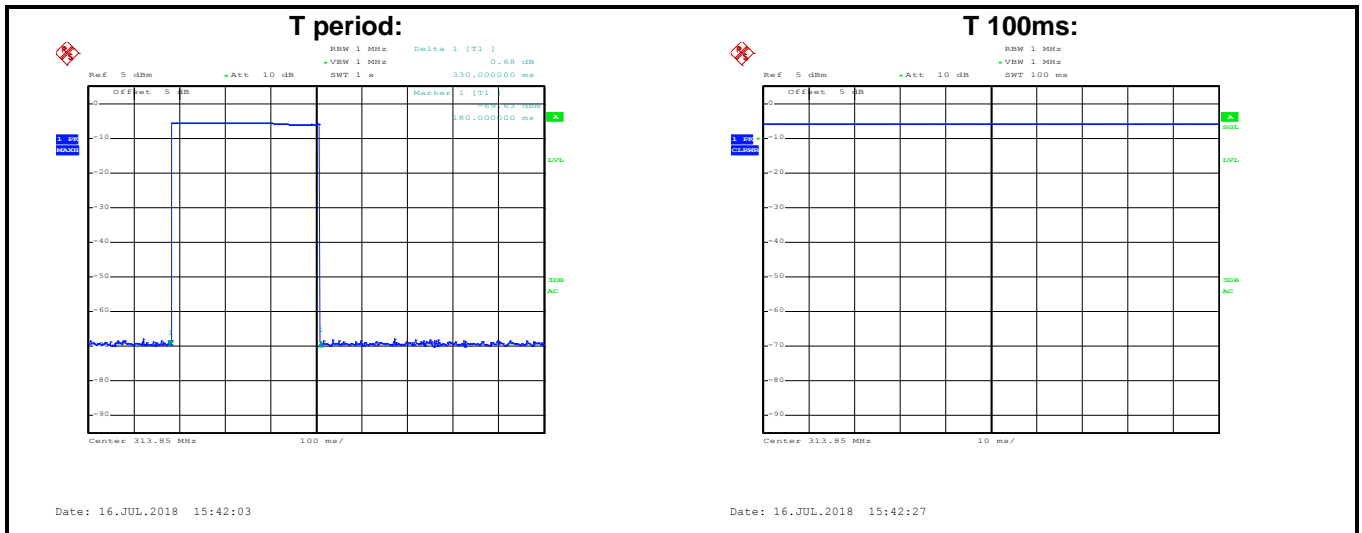 T period:
RBW 1 MHz Delta 1 [T1 ]
VBW 1 MHz 0.68 dB
Ref 5 dBm Att 10 dB SWT 1 s 330.000000 ms
Offset 5 dB Marker 1 [T1 ]
-69.63 dBm
180.000000 ms
A
0
-10
1 PK
MAXH
LVL
-20
-30
-40
-50
3DB
AC
-60
1
1
-70
-80
-90
Center 313.85 MHz 100 ms/
Date: 16.JUL.2018 15:42:03
T 100ms:
RBW 1 MHz
VBW 1 MHz
Ref 5 dBm Att 10 dB SWT 100 ms
Offset 5 dB
0
A
SGL
-10
1 PK
CLRWR
LVL
-20
-30
-40
-50
3DB
AC
-60
-70
-80
-90
Center 313.85 MHz 10 ms/
Date: 16.JUL.2018 15:42:27